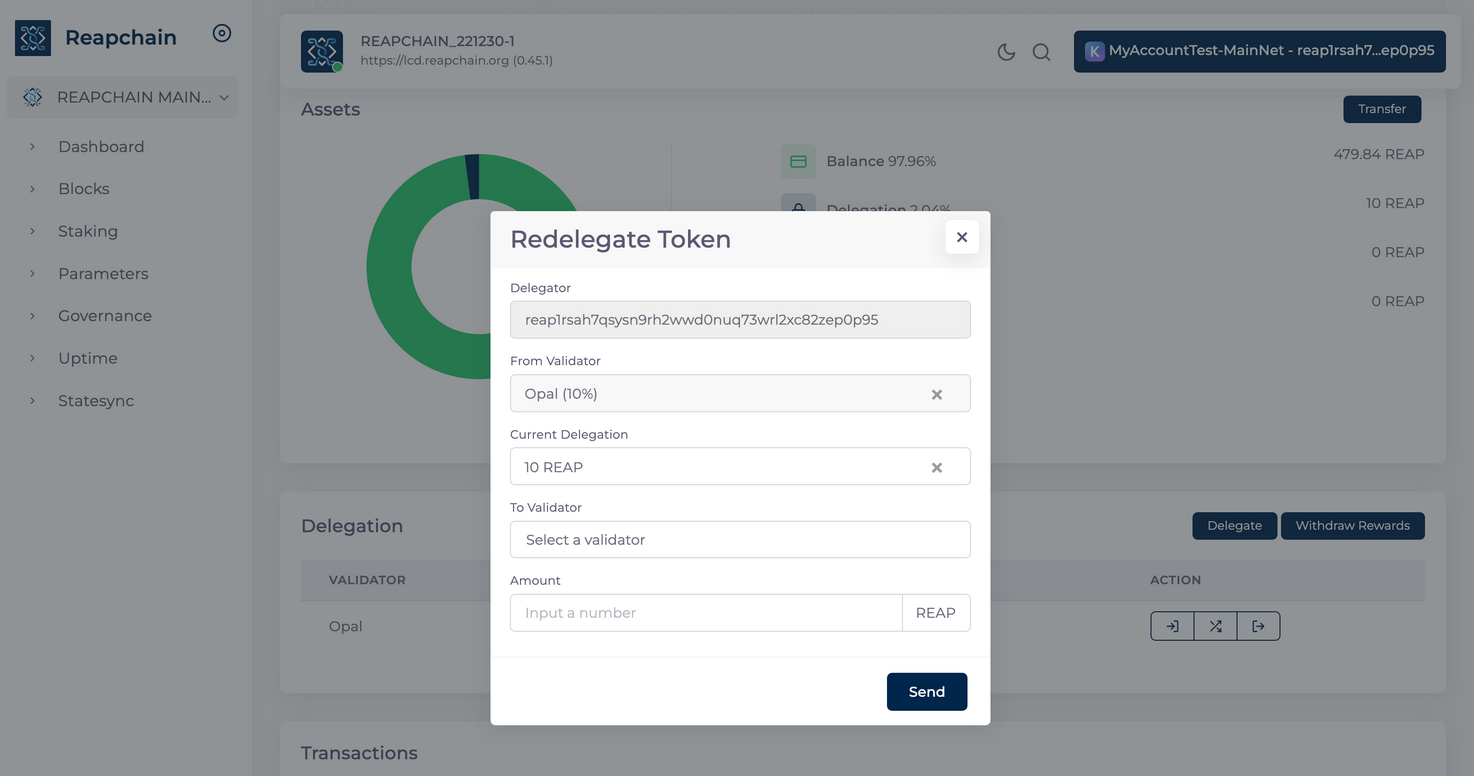 Reapchain
REAPCHAIN MAIN...
Dashboard
Blocks
Staking
Parameters
Governance
Uptime
Statesync
REAPCHAIN_221230-1
https://lcd.reapchain.org (0.45.1)
K MyAccountTest-MainNet - reap1rsah7...ep0p95
Assets
Transfer
Balance 97.96%
479.84 REAP
Delegation 2.04%
10 REAP
0 REAP
0 REAP
Redelegate Token
Delegator
reap1rsah7qsysn9rh2wwd0nuq73wrl2xc82zep0p95
From Validator
Opal (10%)
Current Delegation
10 REAP
To Validator
Select a validator
Amount
Input a number
REAP
Send
Delegation
Delegate
Withdraw Rewards
VALIDATOR
ACTION
Opal
Transactions